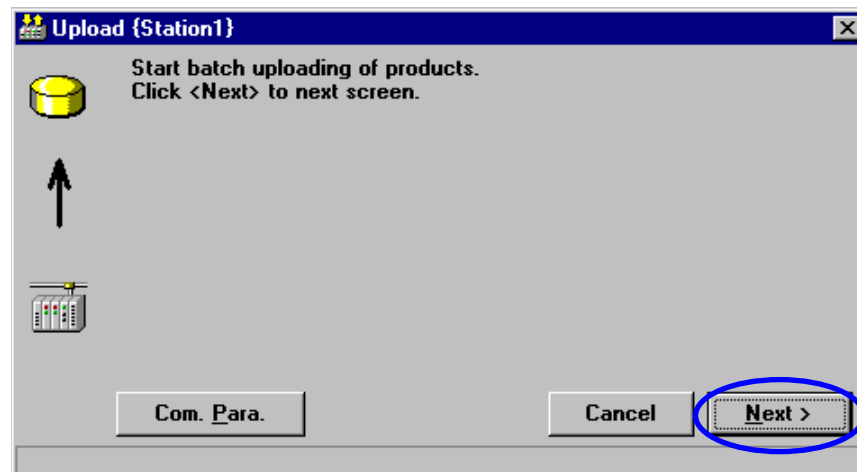 Upload {Station1}
Start batch uploading of products.
Click <Next> to next screen.
Com. Para.
Cancel
Next >